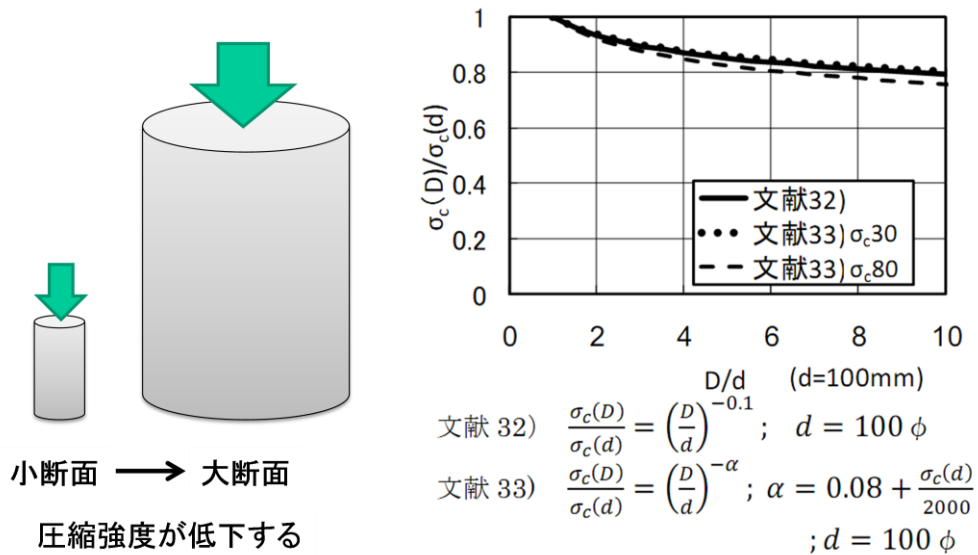 小断面 → 大断面
圧縮強度が低下する
σc(D)/σc(d)
1
0.8
0.6
0.4
0.2
0
0 2 4 6 8 10
文献32)
文献33) σc30
文献33) σc80
D/d (d=100mm)
文献 32) σc(D)/σc(d) = (D/d)^−0.1 ; d = 100 ϕ
文献 33) σc(D)/σc(d) = (D/d)^−α ; α = 0.08 + σc(d)/2000
; d = 100 ϕ